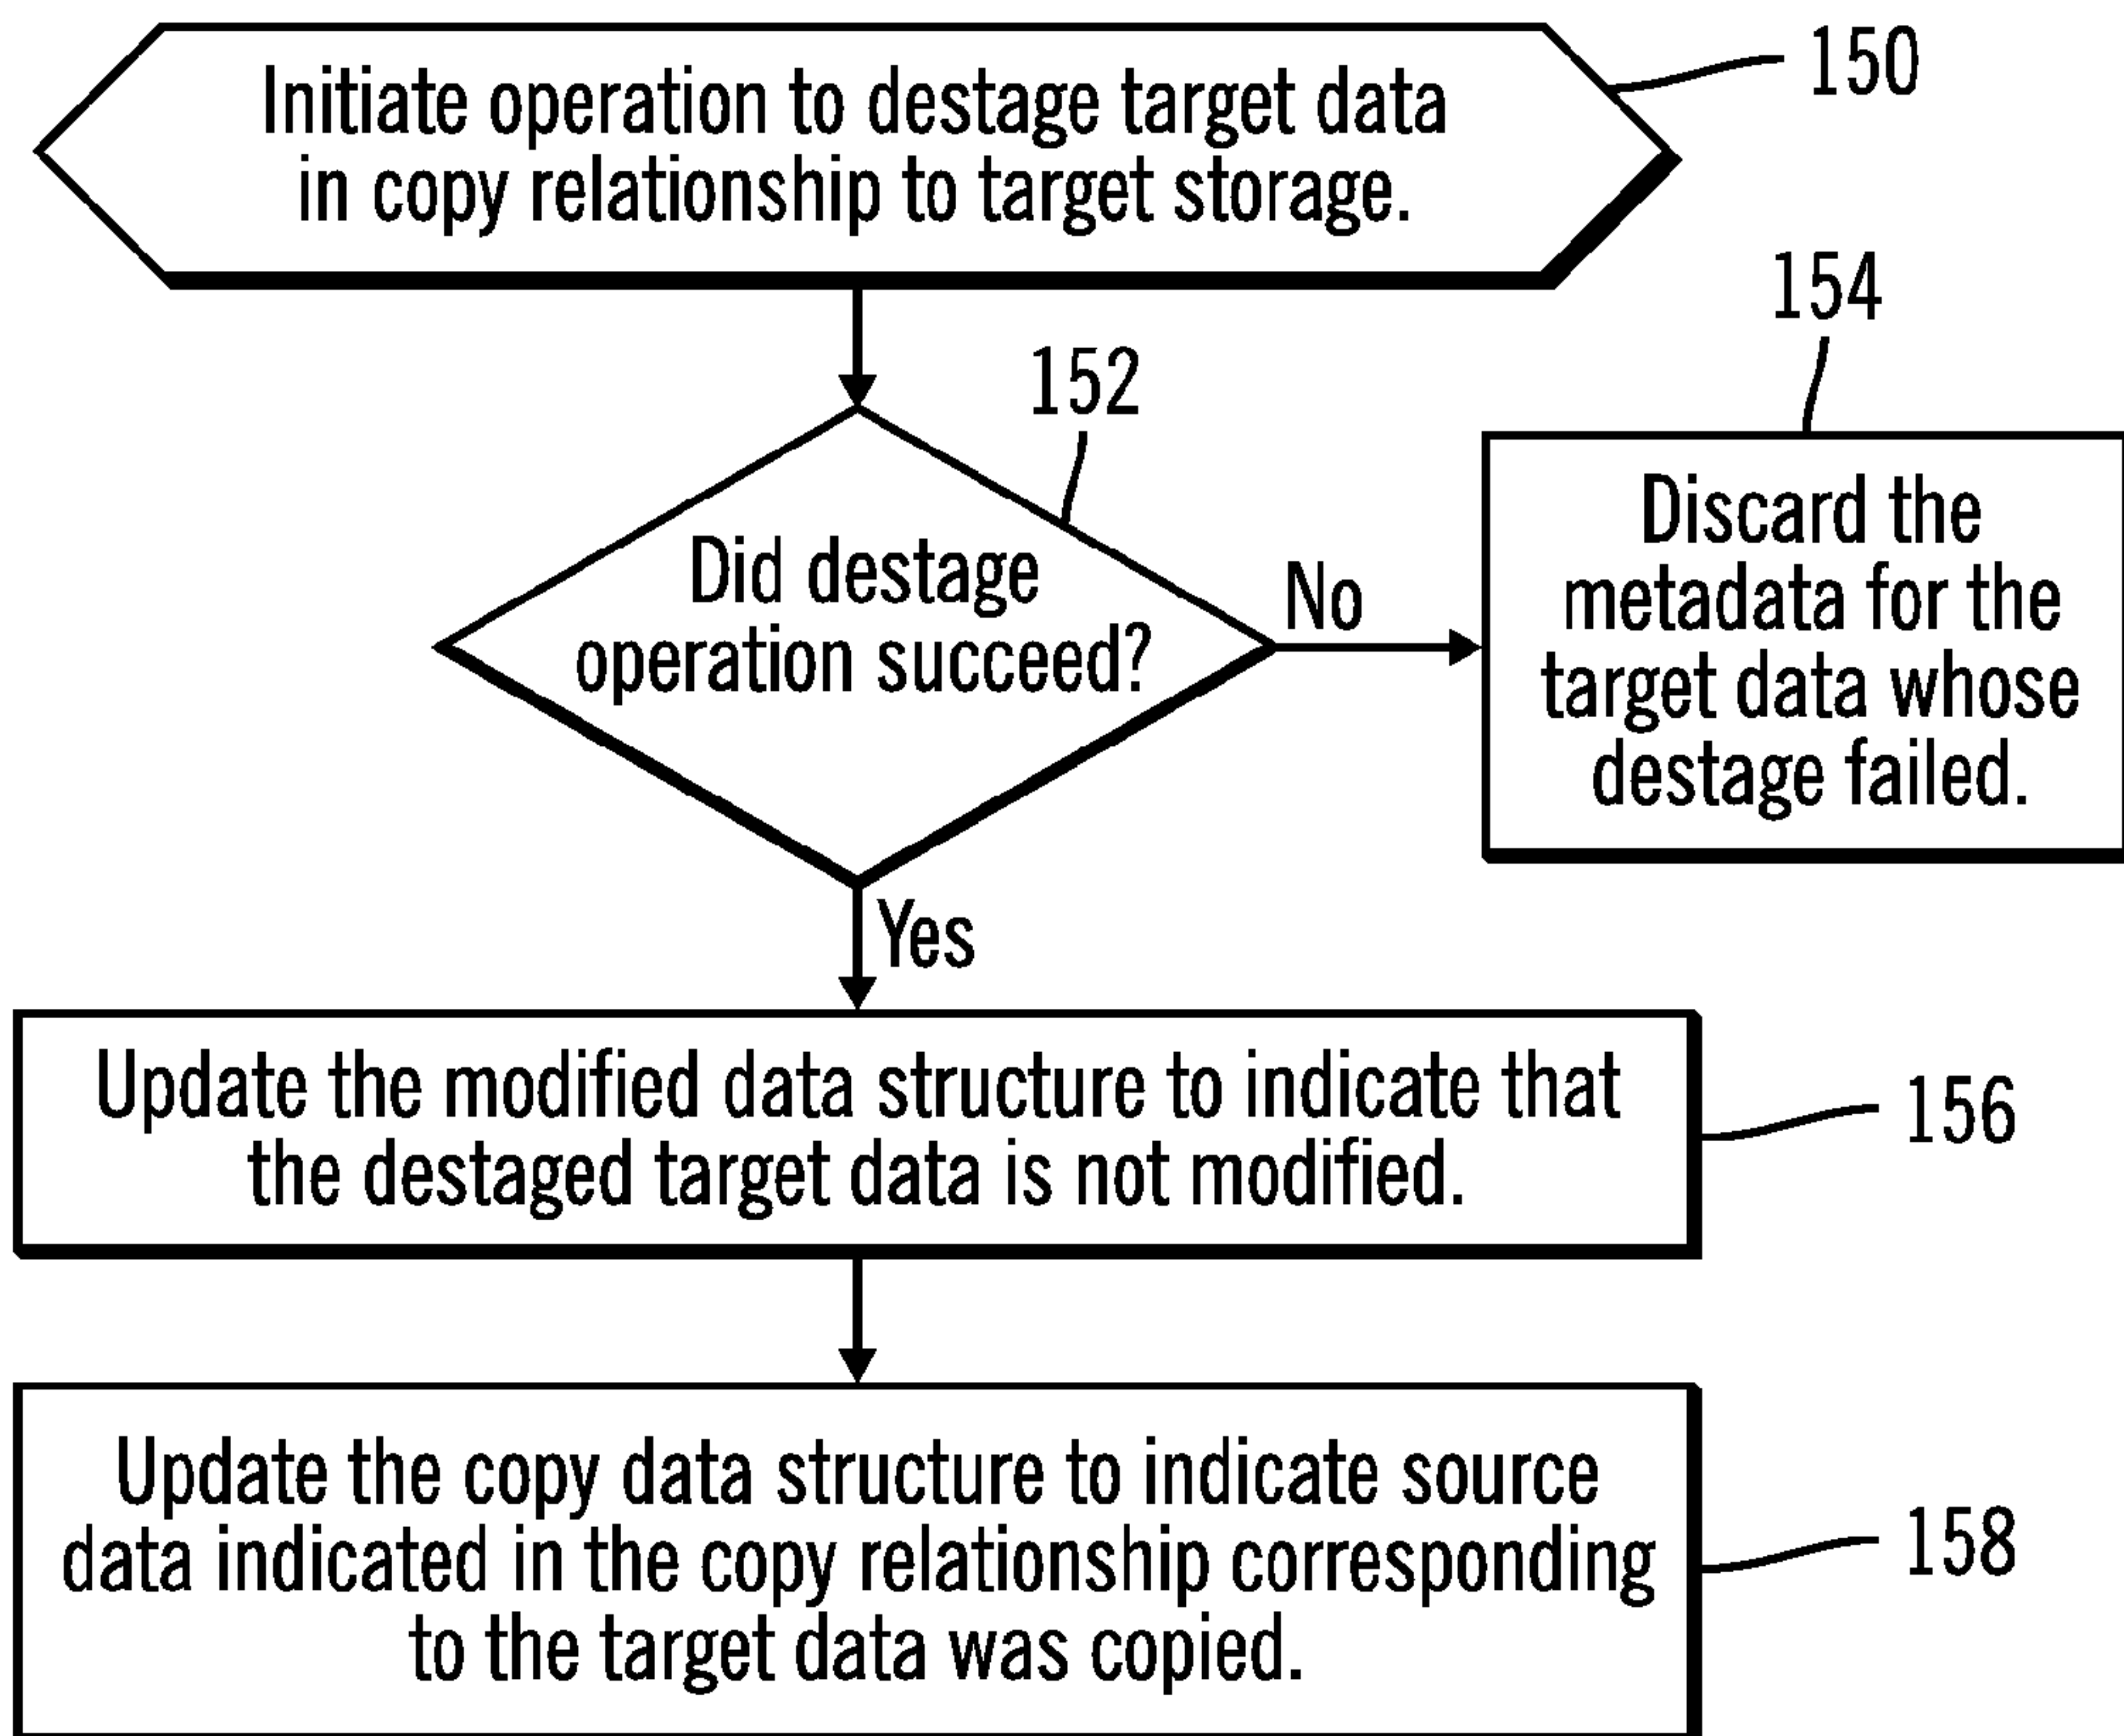 Initiate operation to destage target data
in copy relationship to target storage.
150
152
154
Did destage
operation succeed?
No
Discard the
metadata for the
target data whose
destage failed.
Yes
Update the modified data structure to indicate that
the destaged target data is not modified.
156
Update the copy data structure to indicate source
data indicated in the copy relationship corresponding
to the target data was copied.
158